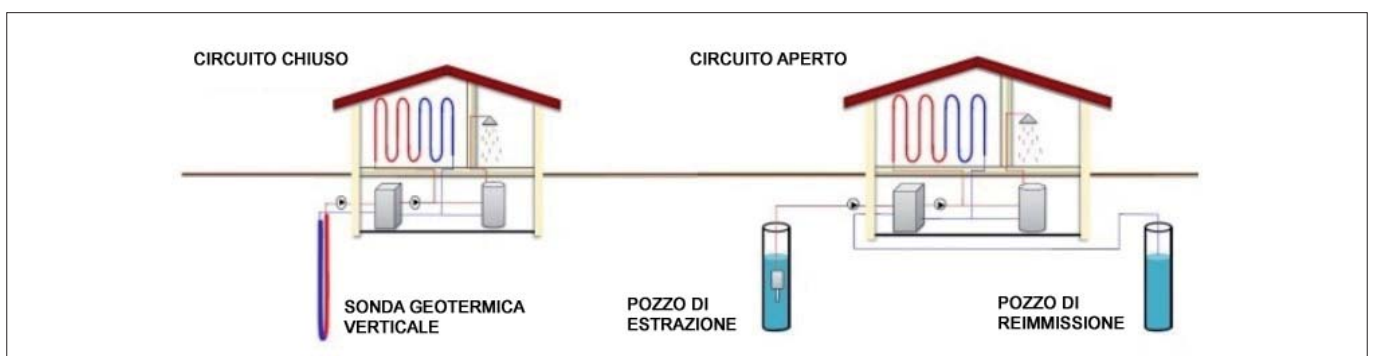 CIRCUITO CHIUSO
CIRCUITO APERTO
SONDA GEOTERMICA
VERTICALE
POZZO DI
ESTRAZIONE
POZZO DI
REIMMISSIONE